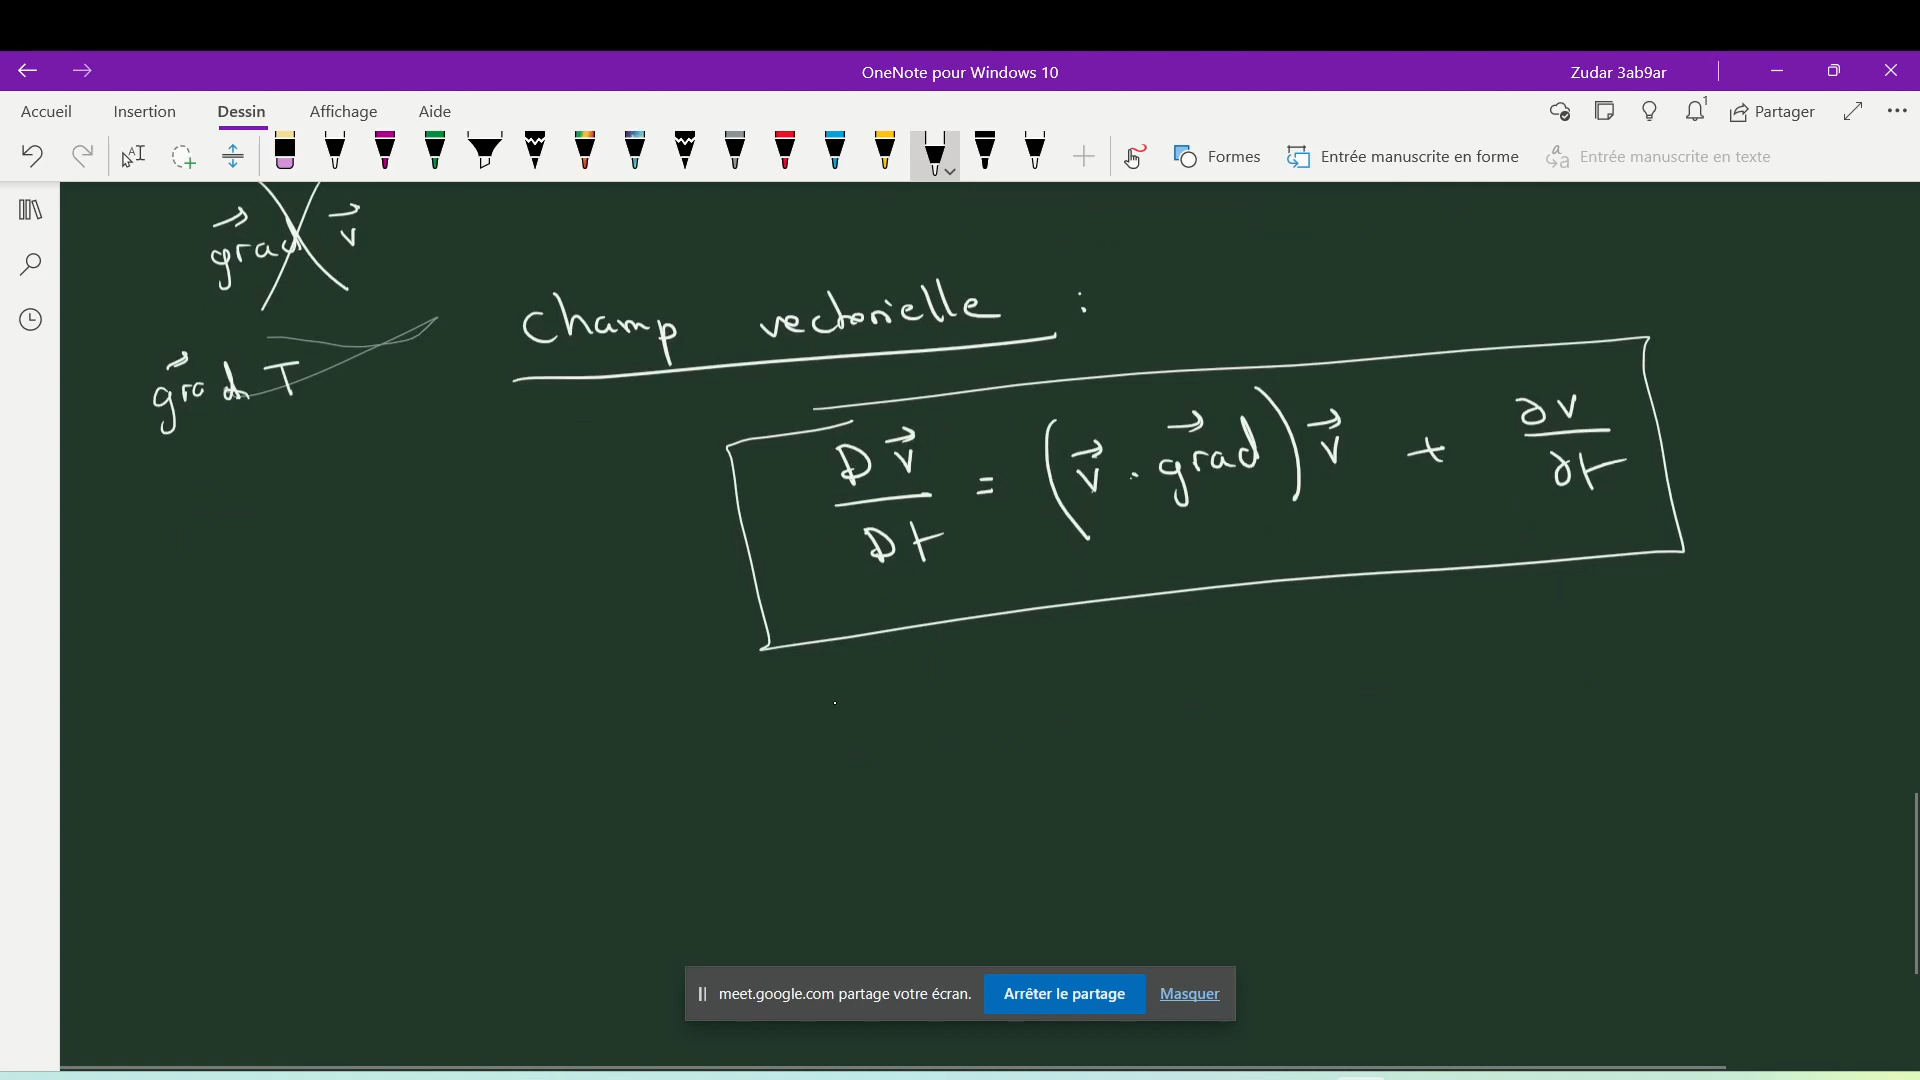 OneNote pour Windows 10
Zudar 3ab9ar
Accueil Insertion Dessin Affichage Aide
1
Partager
Formes
Entrée manuscrite en forme
Entrée manuscrite en texte
grad v
champ vectorielle :
grad T
Dv/Dt = (v . grad) v + ∂v/∂t
meet.google.com partage votre écran.
Arrêter le partage
Masquer